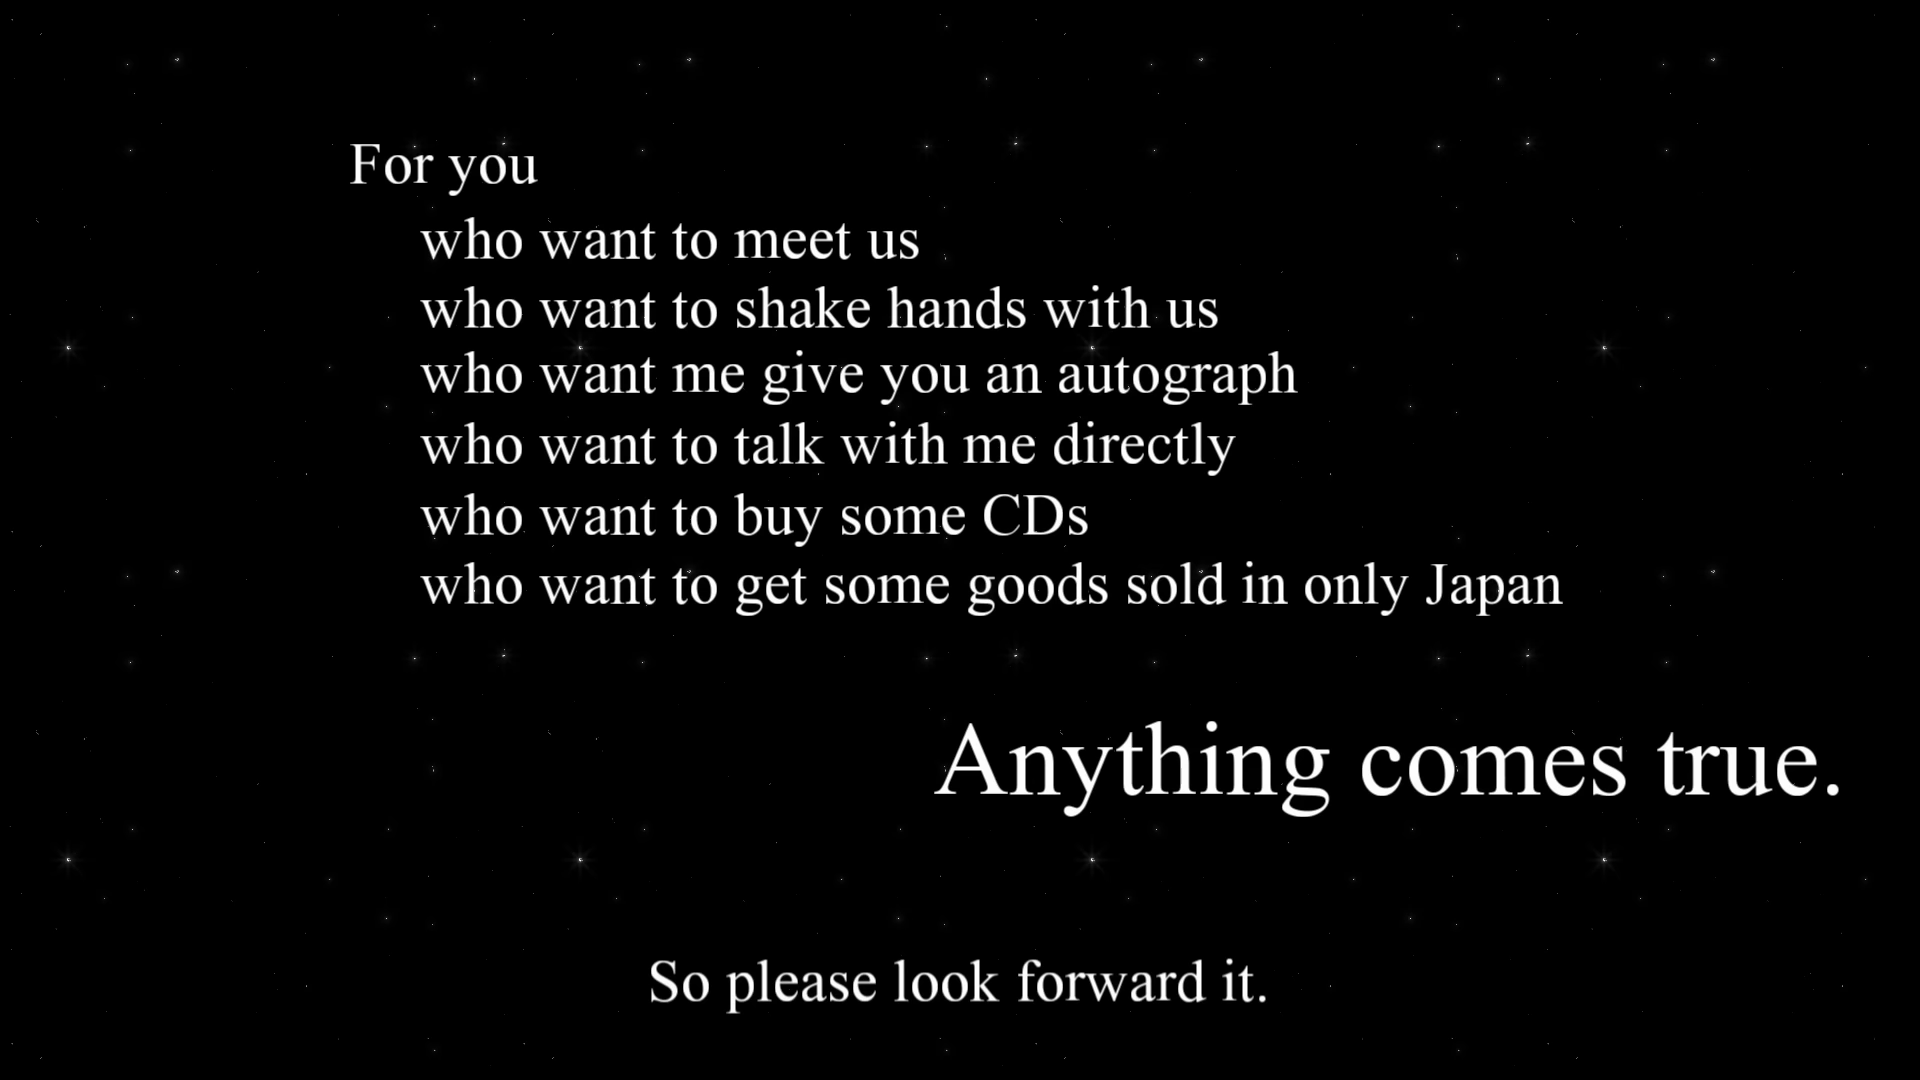 For you
who want to meet us
who want to shake hands with us
who want me give you an autograph
who want to talk with me directly
who want to buy some CDs
who want to get some goods sold in only Japan
Anything comes true.
So please look forward it.